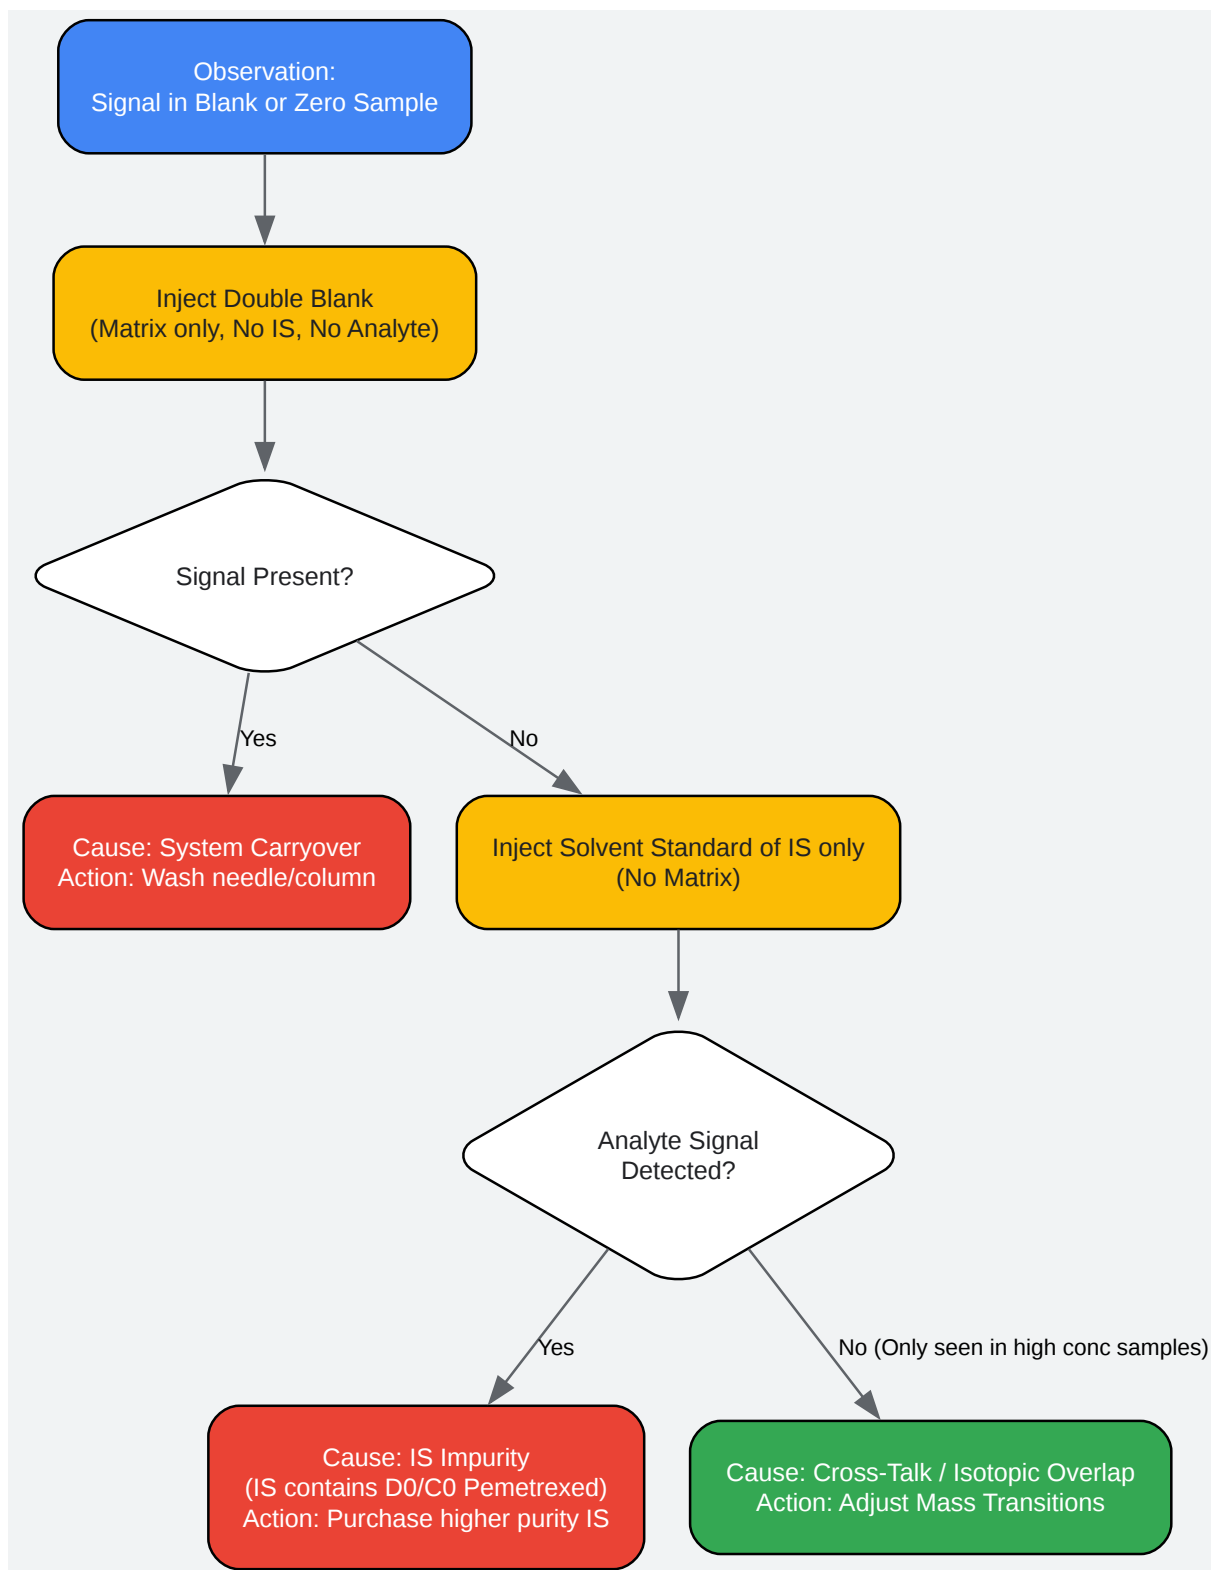 Observation:
Signal in Blank or Zero Sample
Inject Double Blank
(Matrix only, No IS, No Analyte)
Signal Present?
Yes
No
Cause: System Carryover
Action: Wash needle/column
Inject Solvent Standard of IS only
(No Matrix)
Analyte Signal
Detected?
Yes
No (Only seen in high conc samples)
Cause: IS Impurity
(IS contains D0/C0 Pemetrexed)
Action: Purchase higher purity IS
Cause: Cross-Talk / Isotopic Overlap
Action: Adjust Mass Transitions